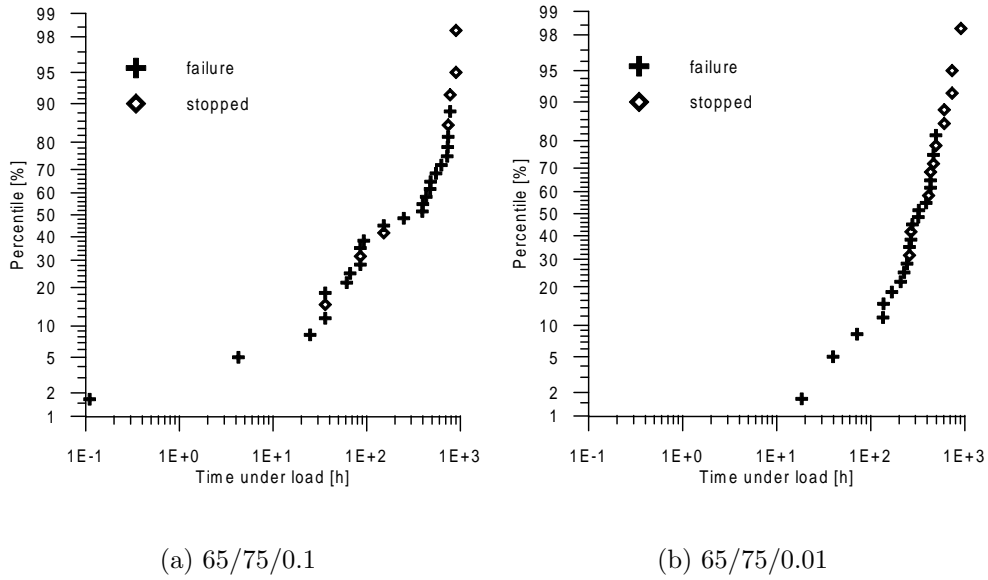 99
98
95
90
80
70
60
50
40
30
20
10
5
2
1
Percentile [%]
failure
stopped
1E-1 1E+0 1E+1 1E+2 1E+3
Time under load [h]
(a) 65/75/0.1
99
98
95
90
80
70
60
50
40
30
20
10
5
2
1
Percentile [%]
failure
stopped
1E-1 1E+0 1E+1 1E+2 1E+3
Time under load [h]
(b) 65/75/0.01